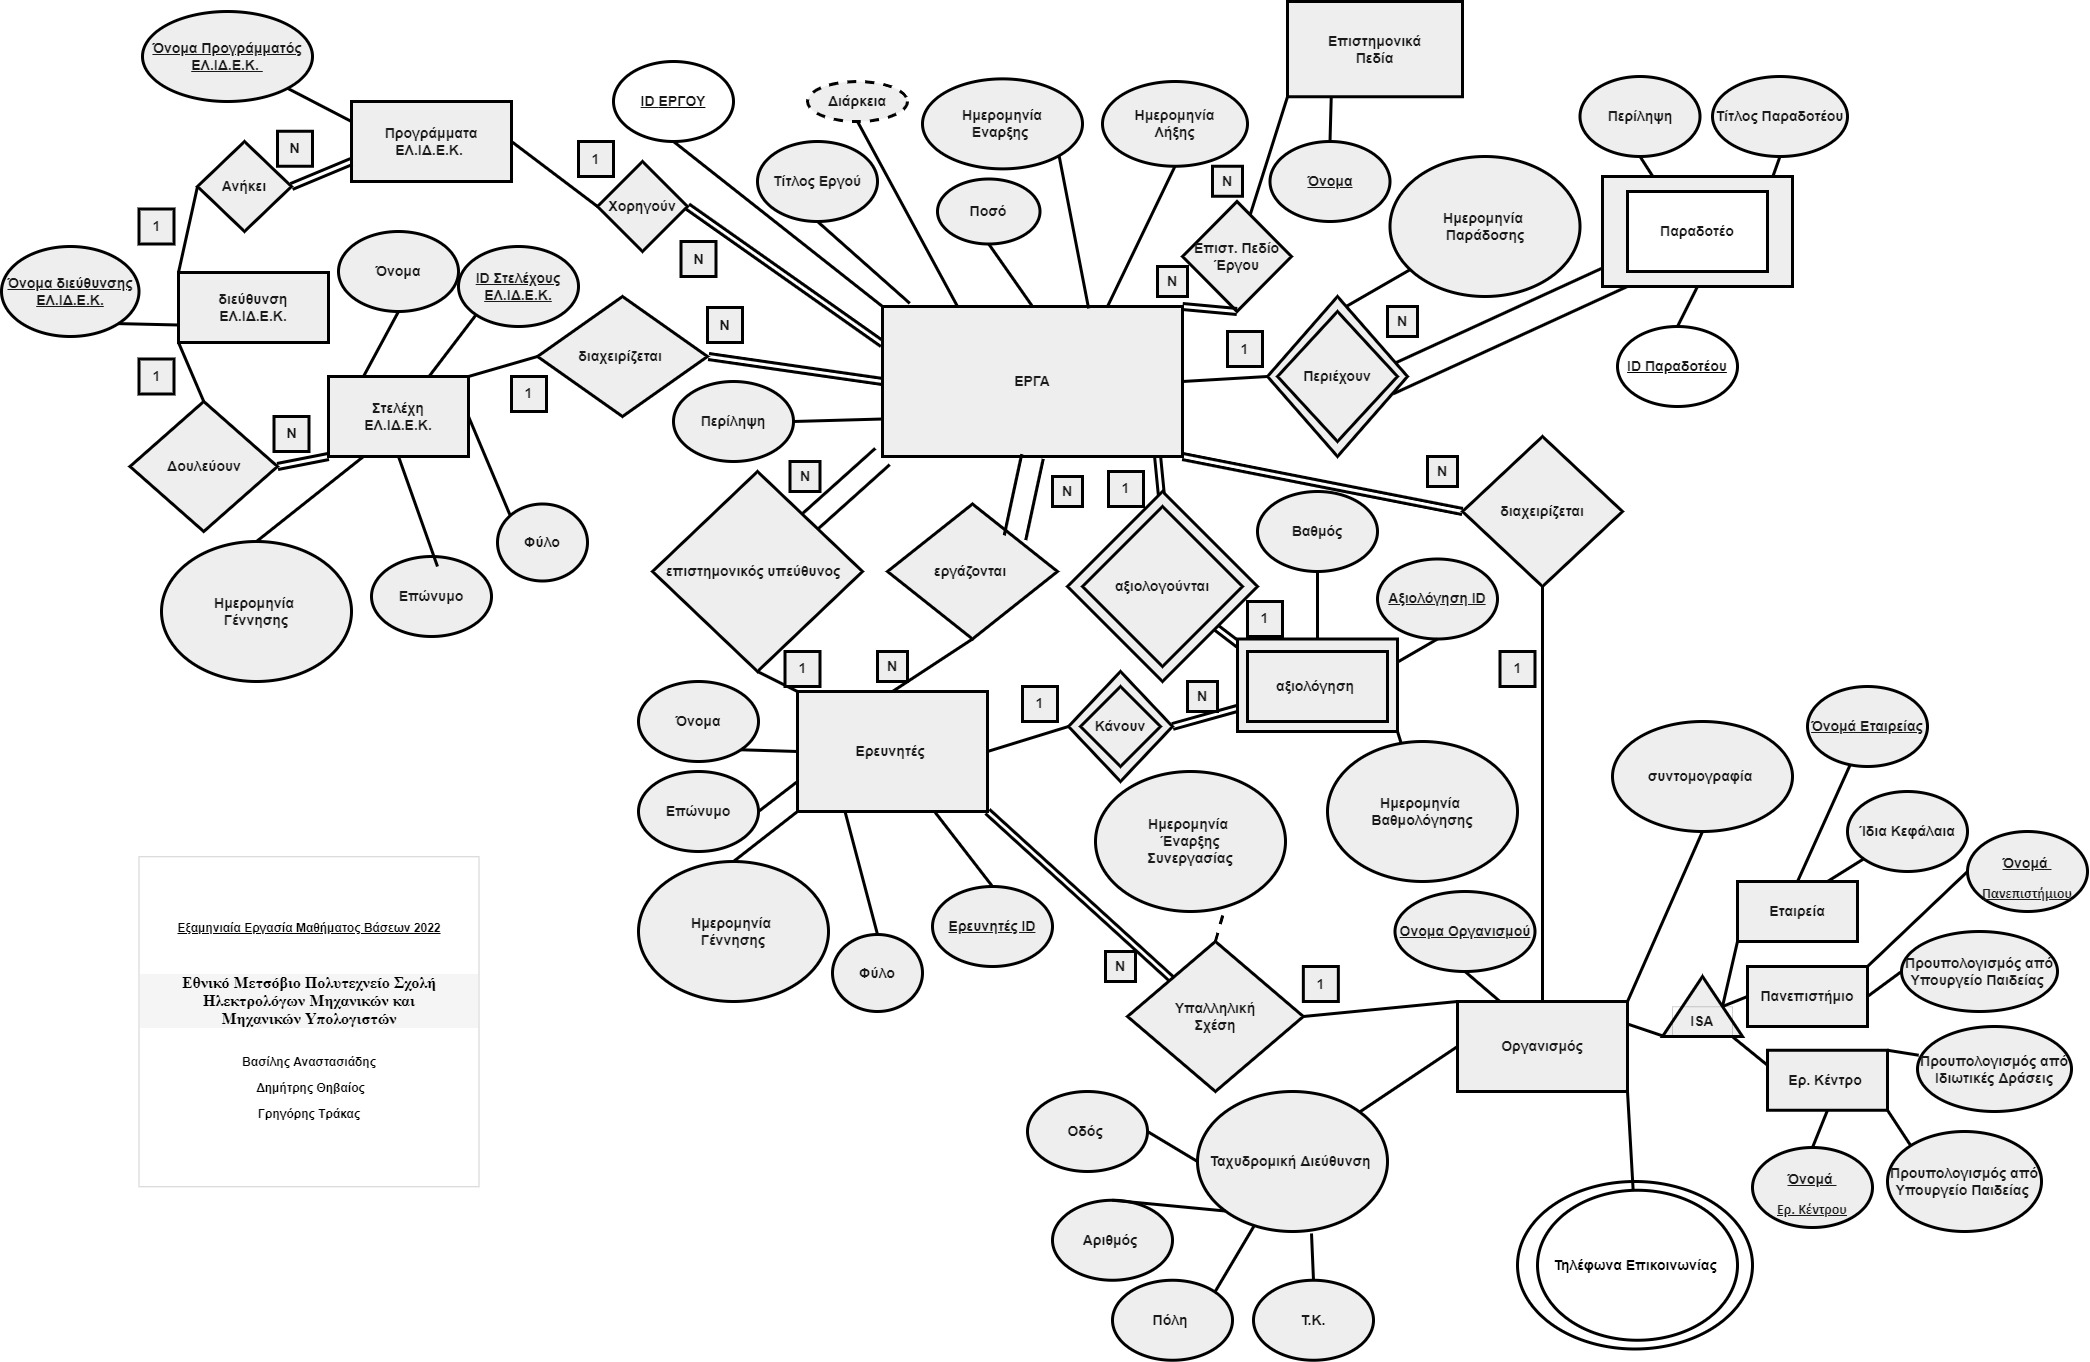 Όνομα Προγράμματός
ΕΛ.ΙΔ.Ε.Κ.
Προγράμματα
ΕΛ.ΙΔ.Ε.Κ.
N
Ανήκει
1
Όνομα διεύθυνσης
ΕΛ.ΙΔ.Ε.Κ.
διεύθυνση
ΕΛ.ΙΔ.Ε.Κ.
1
Δουλεύουν
N
Στελέχη
ΕΛ.ΙΔ.Ε.Κ.
Όνομα
ID Στελέχους
ΕΛ.ΙΔ.Ε.Κ.
Ημερομηνία
Γέννησης
Επώνυμο
Φύλο
1
διαχειρίζεται
N
1
Χορηγούν
N
ID ΕΡΓΟΥ
Τίτλος Εργού
Διάρκεια
Ποσό
Ημερομηνία
Εναρξης
Ημερομηνία
Λήξης
Περίληψη
ΕΡΓΑ
Επιστημονικά
Πεδία
Όνομα
N
Επιστ. Πεδίο
Έργου
N
1
Περιέχουν
N
Ημερομηνία
Παράδοσης
Περίληψη
Τίτλος Παραδοτέου
Παραδοτέο
ID Παραδοτέου
N
διαχειρίζεται
1
N
επιστημονικός υπεύθυνος
1
N
εργάζονται
N
1
αξιολογούνται
1
Βαθμός
Αξιολόγηση ID
αξιολόγηση
Ημερομηνία
Βαθμολόγησης
1
Κάνουν
N
Ερευνητές
Όνομα
Επώνυμο
Ημερομηνία
Γέννησης
Φύλο
Ερευνητές ID
Ημερομηνία
Έναρξης
Συνεργασίας
N
Υπαλληλική
Σχέση
1
Ονομα Οργανισμού
Οργανισμός
συντομογραφία
ISA
Όνομά Εταιρείας
Ίδια Κεφάλαια
Εταιρεία
Όνομά
Πανεπιστήμιου
Πανεπιστήμιο
Προυπολογισμός από
Υπουργείο Παιδείας
Ερ. Κέντρο
Προυπολογισμός από
Ιδιωτικές Δράσεις
Όνομά
Ερ. Κέντρου
Προυπολογισμός από
Υπουργείο Παιδείας
Τηλέφωνα Επικοινωνίας
Ταχυδρομική Διεύθυνση
Οδός
Αριθμός
Πόλη
Τ.Κ.
Εξαμηνιαία Εργασία Μαθήματος Βάσεων 2022
Εθνικό Μετσόβιο Πολυτεχνείο Σχολή
Ηλεκτρολόγων Μηχανικών και
Μηχανικών Υπολογιστών
Βασίλης Αναστασιάδης
Δημήτρης Θηβαίος
Γρηγόρης Τράκας